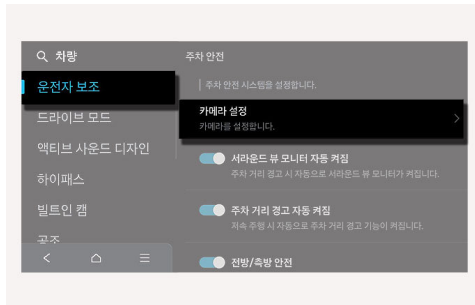 차량
운전자 보조
드라이브 모드
액티브 사운드 디자인
하이패스
빌트인 캠
공조
주차 안전
주차 안전 시스템을 설정합니다.
카메라 설정
카메라를 설정합니다.
서라운드 뷰 모니터 자동 켜짐
주차 거리 경고 시 자동으로 서라운드 뷰 모니터가 켜집니다.
주차 거리 경고 자동 켜짐
저속 주행 시 자동으로 주차 거리 경고 기능이 켜집니다.
전방/측방 안전